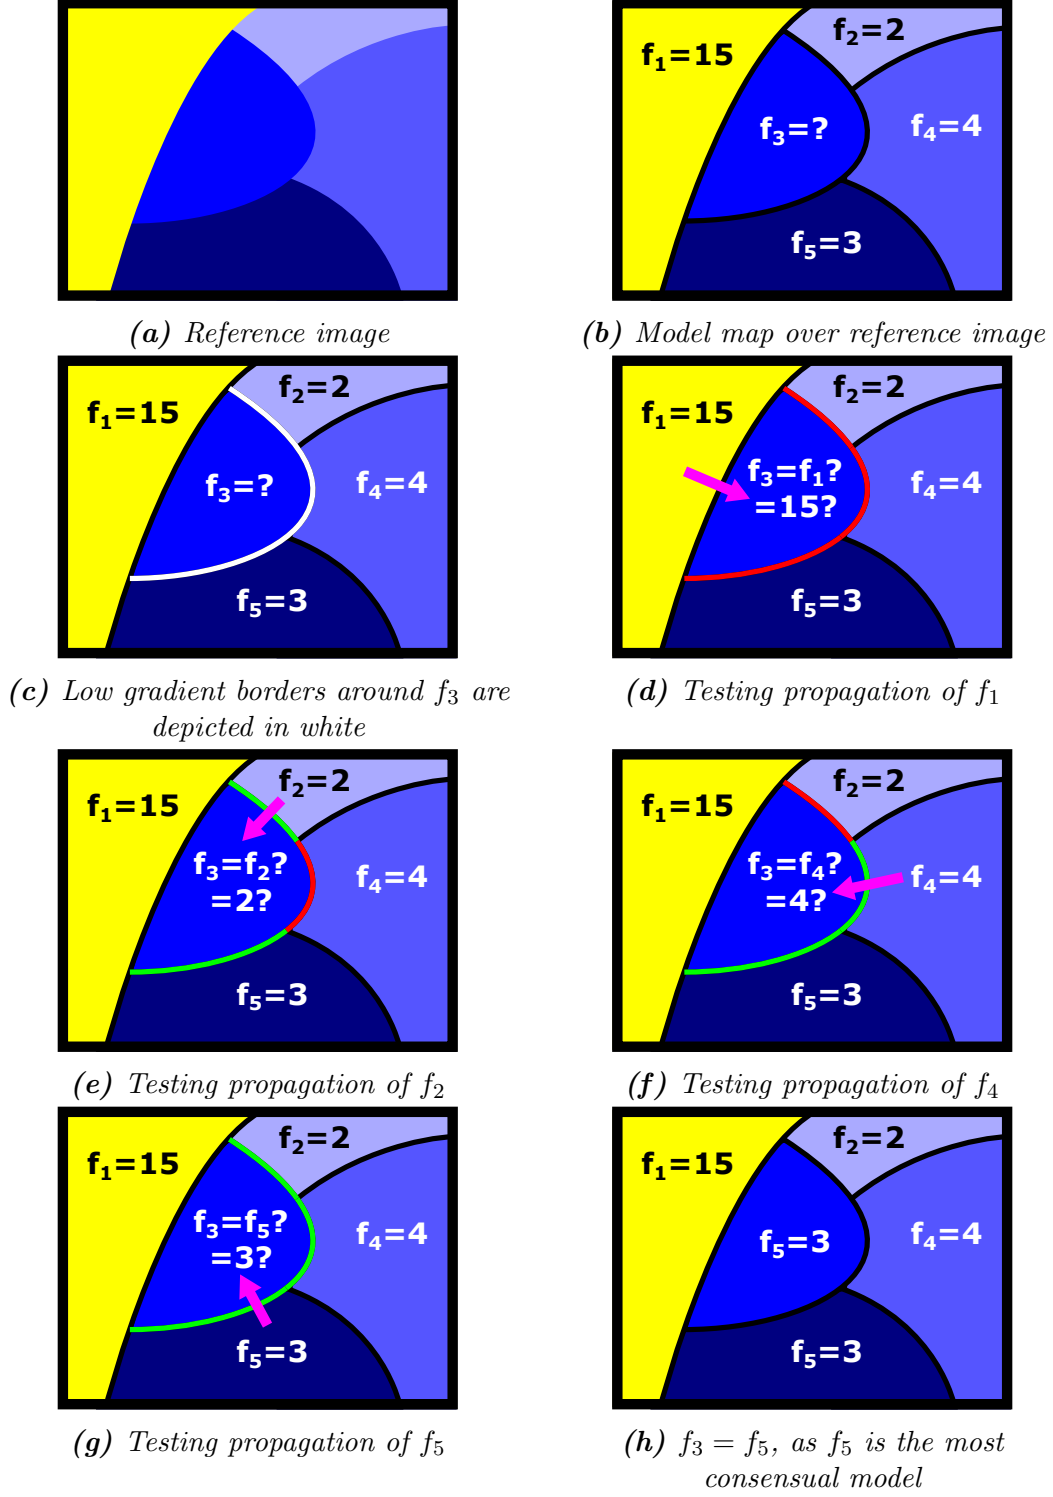 f₂=2
f₁=15
f₃=?
f₄=4
f₅=3
(a) Reference image
(b) Model map over reference image
f₂=2
f₁=15
f₃=?
f₄=4
f₅=3
f₂=2
f₁=15
f₃=f₁?
=15?
f₄=4
f₅=3
(c) Low gradient borders around f₃ are
depicted in white
(d) Testing propagation of f₁
f₂=2
f₁=15
f₃=f₂?
=2?
f₄=4
f₅=3
f₂=2
f₁=15
f₃=f₄?
=4?
f₄=4
f₅=3
(e) Testing propagation of f₂
(f) Testing propagation of f₄
f₂=2
f₁=15
f₃=f₅?
=3?
f₄=4
f₅=3
f₂=2
f₁=15
f₅=3
f₄=4
f₅=3
(g) Testing propagation of f₅
(h) f₃ = f₅, as f₅ is the most
consensual model